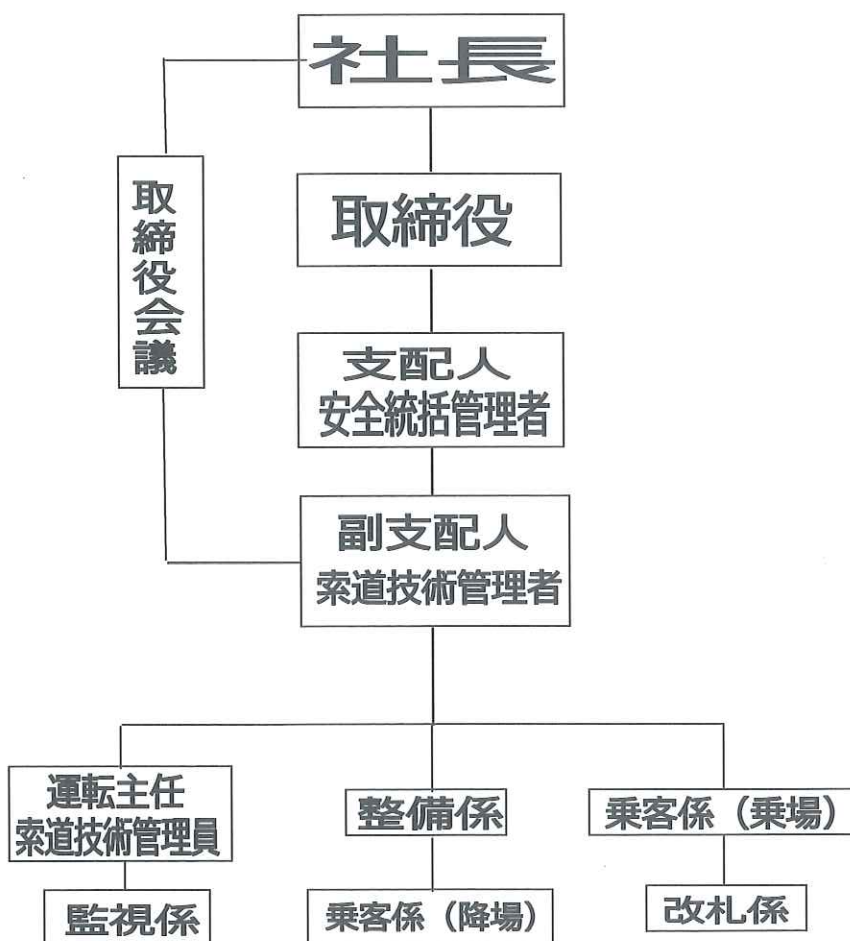 社長
取締役会議
取締役
支配人
安全統括管理者
副支配人
索道技術管理者
運転主任
索道技術管理員
整備係
乗客係（乗場）
監視係
乗客係（降場）
改札係